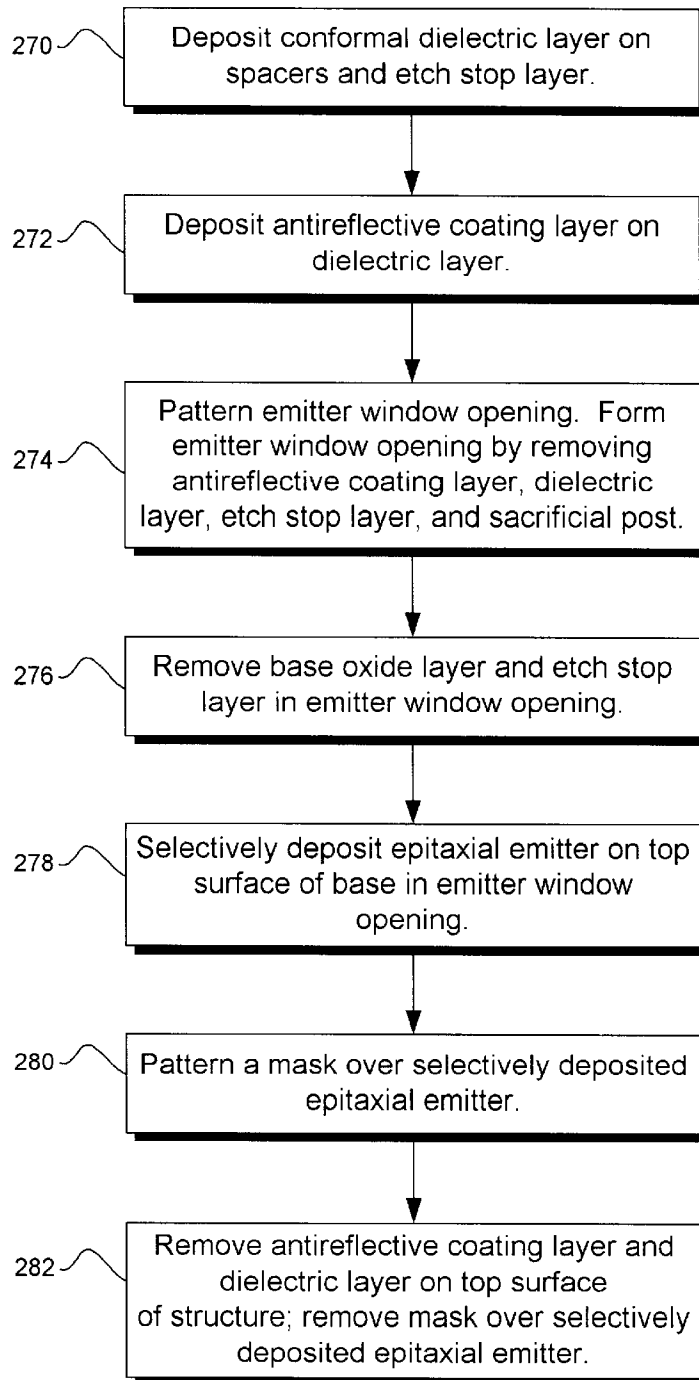 270
Deposit conformal dielectric layer on
spacers and etch stop layer.
272
Deposit antireflective coating layer on
dielectric layer.
274
Pattern emitter window opening.  Form
emitter window opening by removing
antireflective coating layer, dielectric
layer, etch stop layer, and sacrificial post.
276
Remove base oxide layer and etch stop
layer in emitter window opening.
278
Selectively deposit epitaxial emitter on top
surface of base in emitter window
opening.
280
Pattern a mask over selectively deposited
epitaxial emitter.
282
Remove antireflective coating layer and
dielectric layer on top surface
of structure; remove mask over selectively
deposited epitaxial emitter.